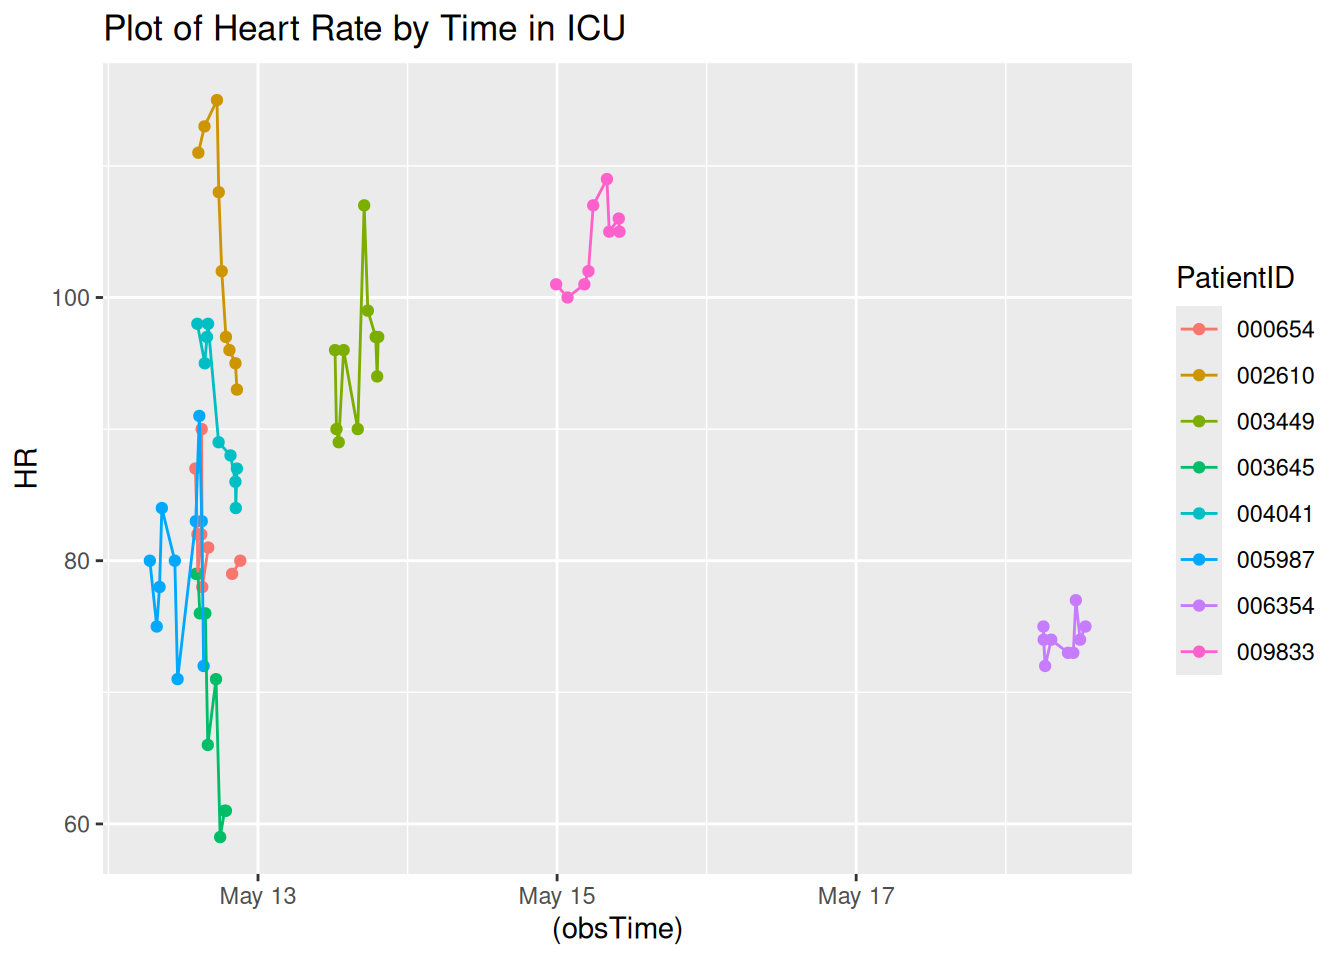 Plot of Heart Rate by Time in ICU
HR
100
80
60
May 13
May 15
May 17
(obsTime)
PatientID
000654
002610
003449
003645
004041
005987
006354
009833